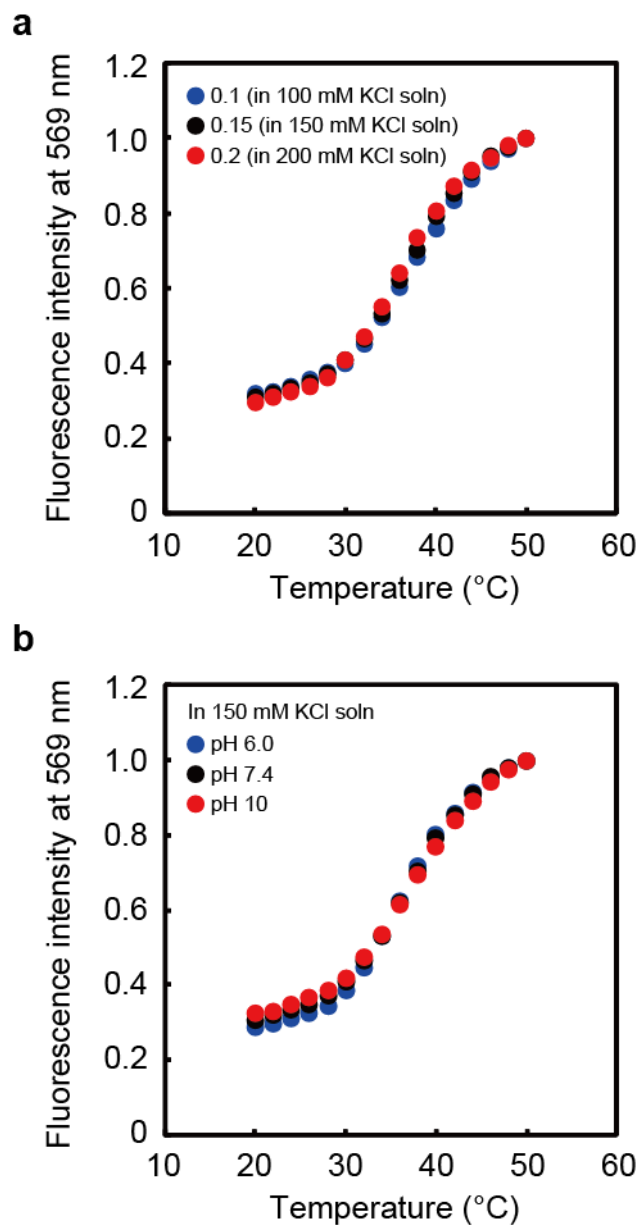 a
Fluorescence intensity at 569 nm
1.2
1.0
0.8
0.6
0.4
0.2
0
0.1 (in 100 mM KCl soln)
0.15 (in 150 mM KCl soln)
0.2 (in 200 mM KCl soln)
10 20 30 40 50 60
Temperature (°C)
b
Fluorescence intensity at 569 nm
1.2
1.0
0.8
0.6
0.4
0.2
0
In 150 mM KCl soln
pH 6.0
pH 7.4
pH 10
10 20 30 40 50 60
Temperature (°C)